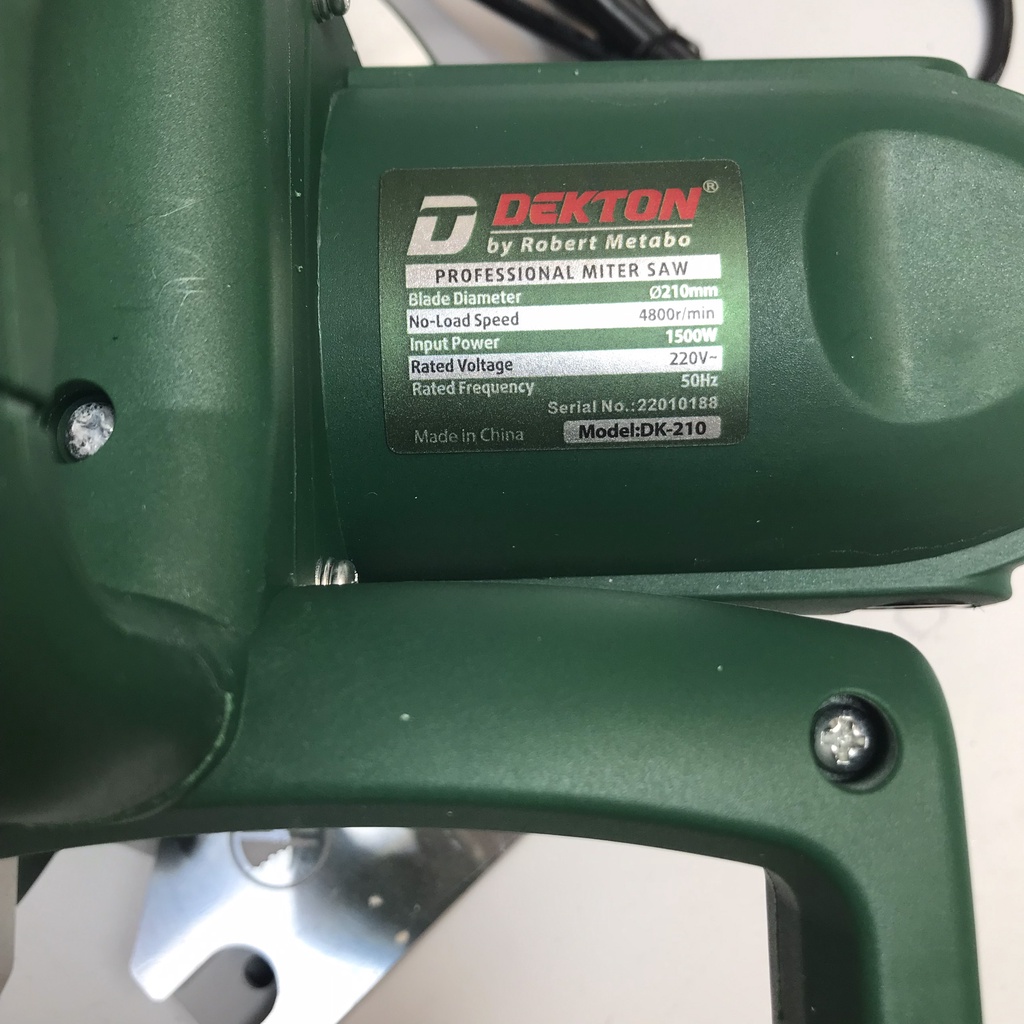 DEKTON®
by Robert Metabo
PROFESSIONAL MITER SAW
Blade Diameter Ø210mm
No-Load Speed 4800r/min
Input Power 1500W
Rated Voltage 220V~
Rated Frequency 50Hz
Serial No.:22010188
Made in China Model:DK-210